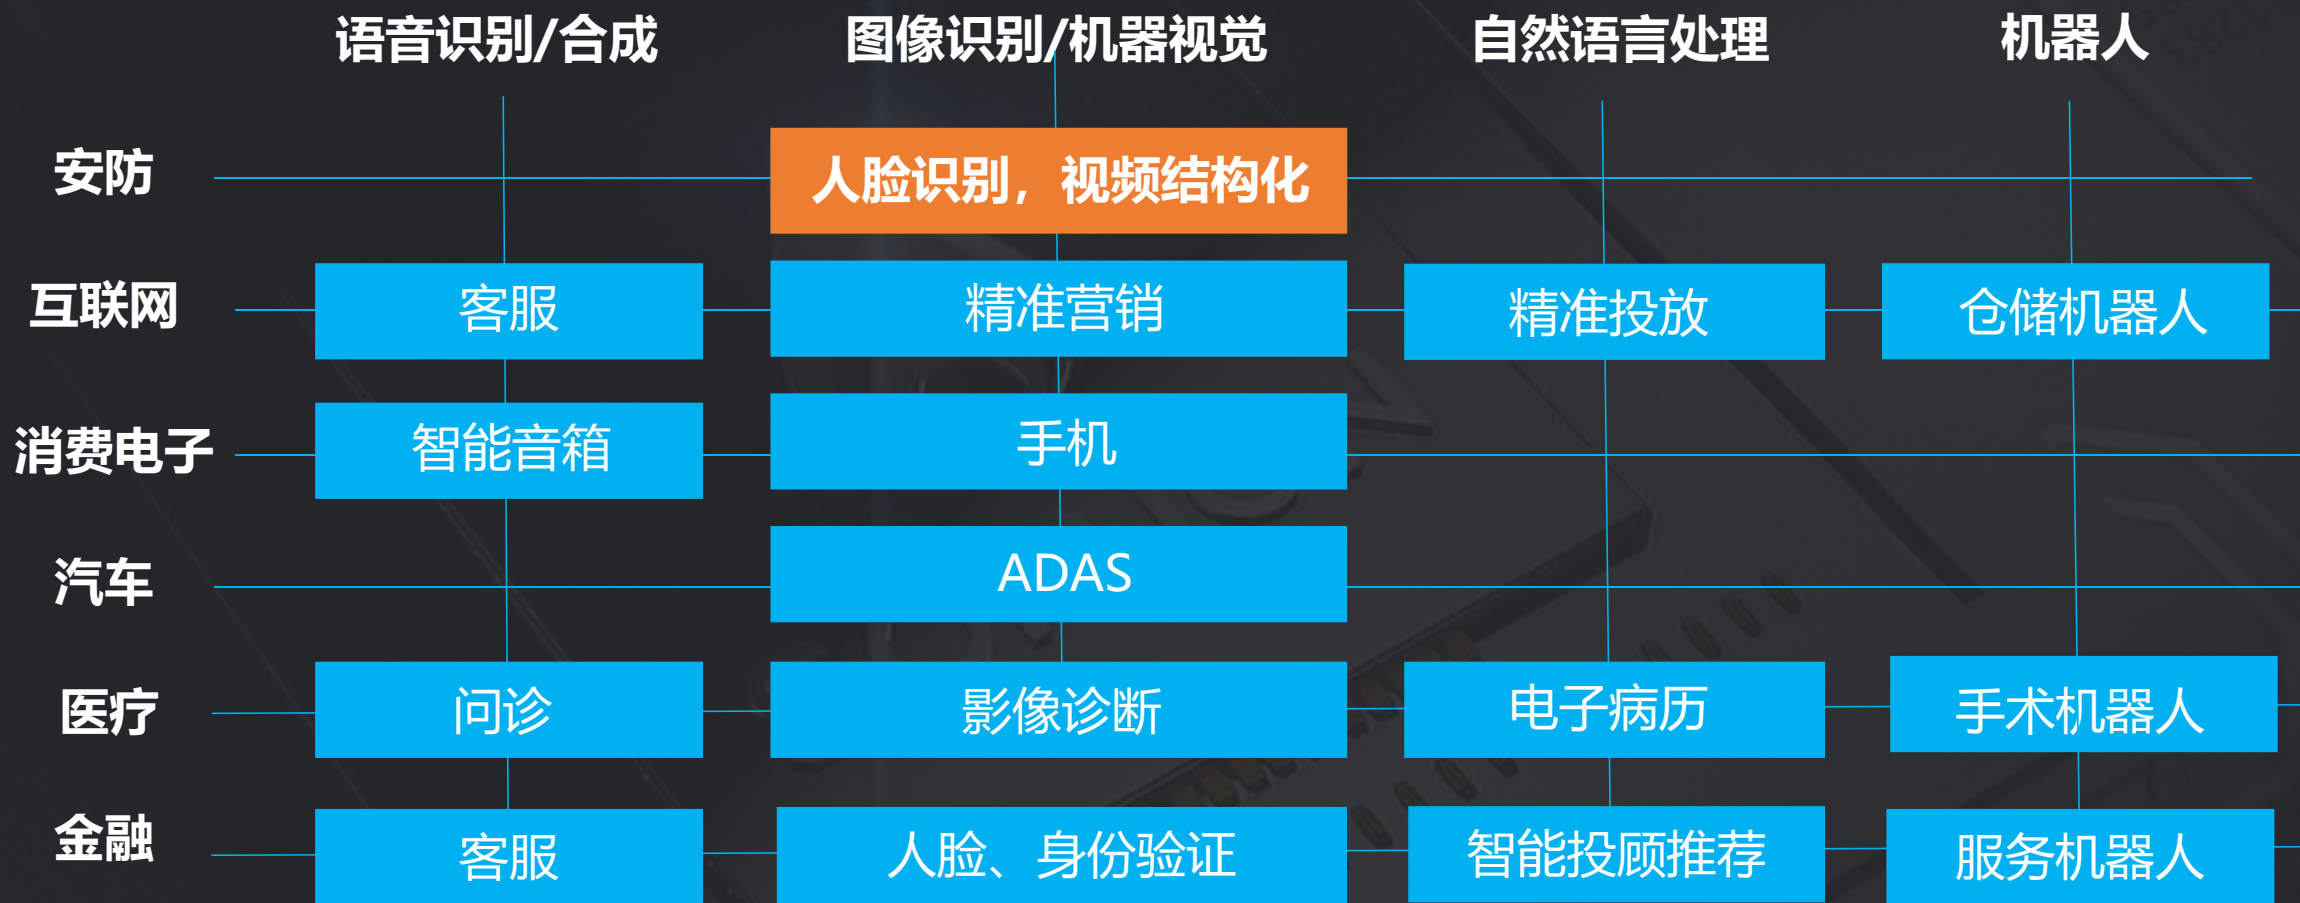 语音识别/合成 图像识别/机器视觉 自然语言处理 机器人
安防 人脸识别，视频结构化
互联网 客服 精准营销 精准投放 仓储机器人
消费电子 智能音箱 手机
汽车 ADAS
医疗 问诊 影像诊断 电子病历 手术机器人
金融 客服 人脸、身份验证 智能投顾推荐 服务机器人